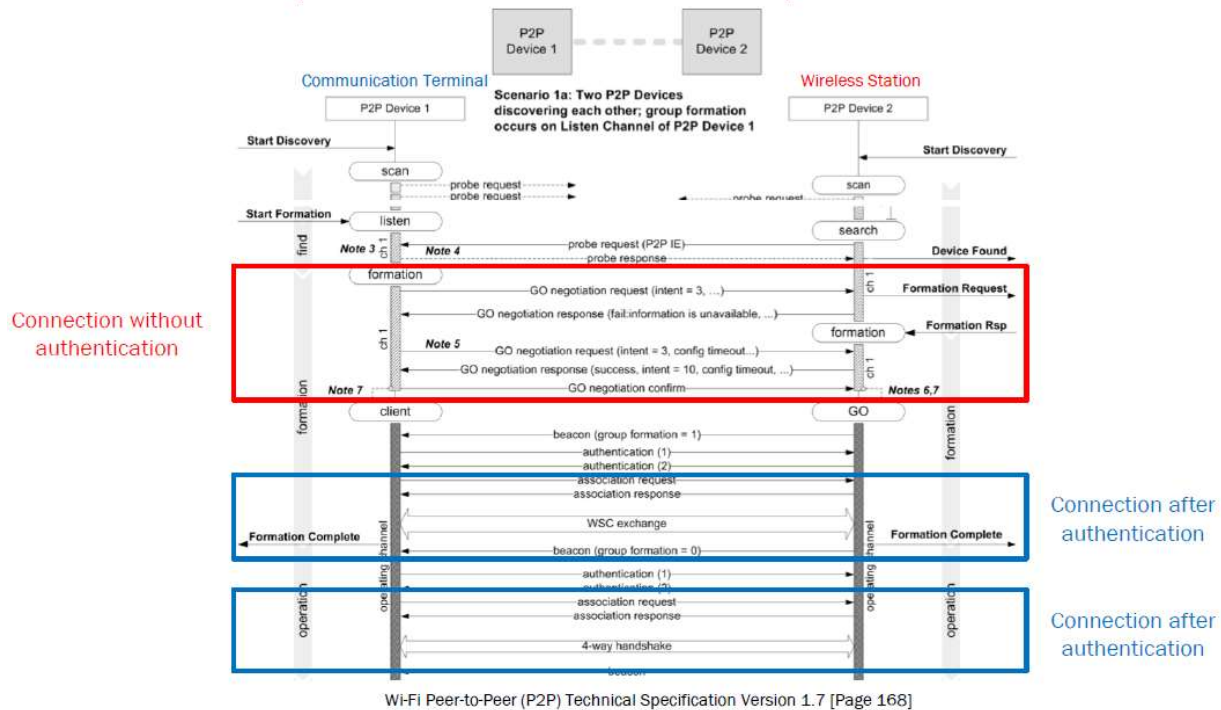 P2P
Device 1
P2P
Device 2
Communication Terminal
Wireless Station
P2P Device 1
Scenario 1a: Two P2P Devices
discovering each other; group formation
occurs on Listen Channel of P2P Device 1
P2P Device 2
Start Discovery
Start Discovery
scan
scan
probe request
probe request
probe request
Start Formation
listen
search
find
Note 3
ch 1
Note 4
probe request (P2P IE)
probe response
Device Found
formation
ch 1
GO negotiation request (intent = 3, ...)
Formation Request
Connection without
authentication
GO negotiation response (fail:information is unavailable, ...)
formation
Formation Rsp
ch 1
Note 5
GO negotiation request (intent = 3, config timeout...)
ch 1
GO negotiation response (success, intent = 10, config timeout, ...)
Note 7
GO negotiation confirm
Notes 6,7
formation
client
GO
formation
beacon (group formation = 1)
authentication (1)
authentication (2)
association request
association response
Connection after
authentication
WSC exchange
Formation Complete
Formation Complete
beacon (group formation = 0)
operating channel
operating channel
authentication (1)
authentication (2)
operation
operation
association request
association response
Connection after
authentication
4-way handshake
beacon
Wi-Fi Peer-to-Peer (P2P) Technical Specification Version 1.7 [Page 168]